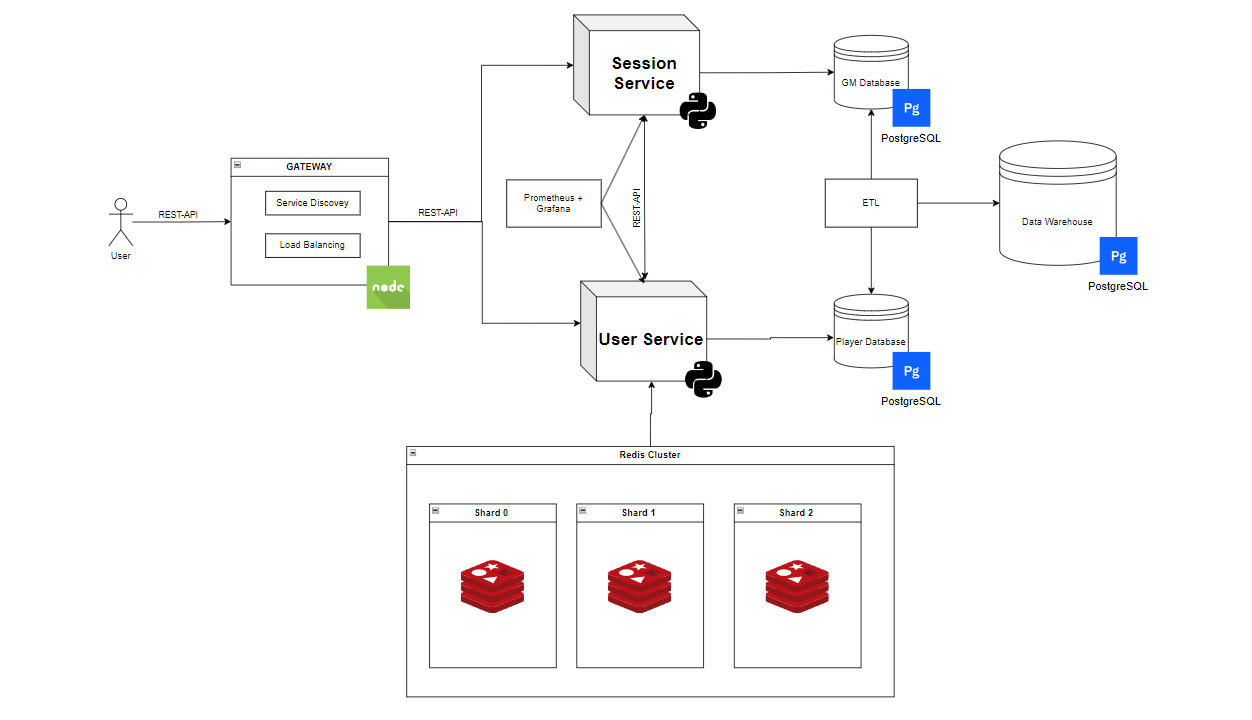 Session
Service
GM Database
Pg
PostgreSQL
GATEWAY
Service Discovey
Load Balancing
node
REST-API
User
REST-API
Prometheus +
Grafana
REST-API
ETL
Data Warehouse
Pg
PostgreSQL
User Service
Player Database
Pg
PostgreSQL
Redis Cluster
Shard 0
Shard 1
Shard 2